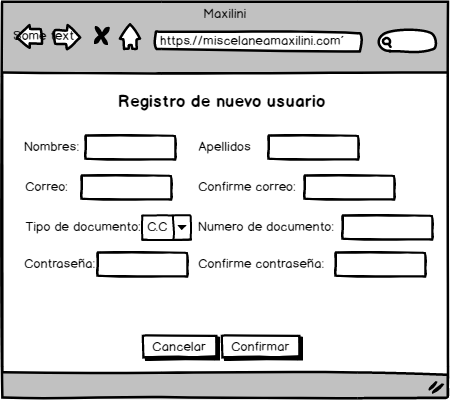 Maxilini
Some text
https://miscelaneamaxilini.com´
Registro de nuevo usuario
Nombres: Apellidos
Correo: Confirme correo:
Tipo de documento: C.C Numero de documento:
Contraseña: Confirme contraseña:
Cancelar Confirmar